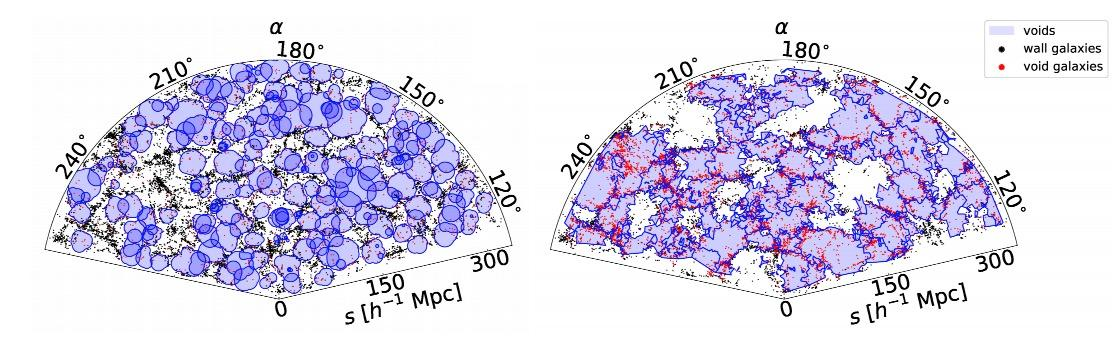 α
180°
210°
150°
240°
120°
300
150
0
s [h⁻¹ Mpc]
α
180°
210°
150°
240°
120°
300
150
0
s [h⁻¹ Mpc]
voids
wall galaxies
void galaxies